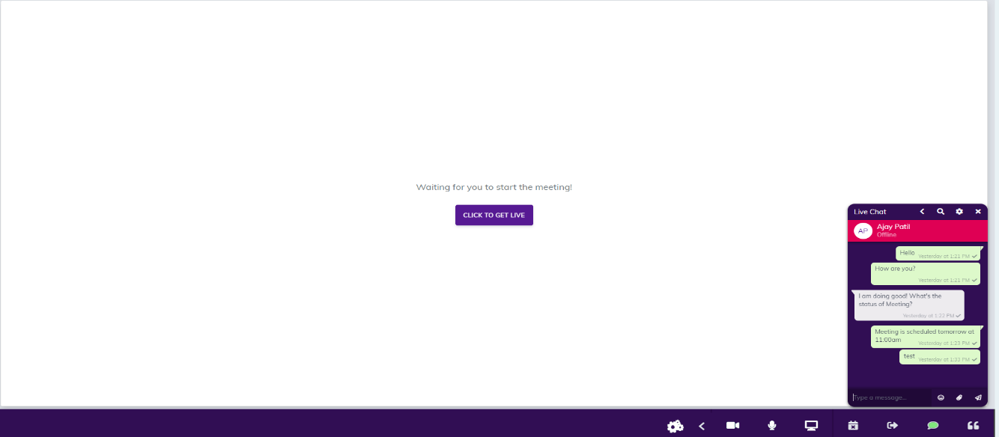 Waiting for you to start the meeting!
CLICK TO GET LIVE
Live Chat
AP
Ajay Patil
Offline
Hello
Yesterday at 1:21 PM
How are you?
Yesterday at 1:21 PM
I am doing good! What's the
status of Meeting?
Yesterday at 1:22 PM
Meeting is scheduled tomorrow at
11:00am Yesterday at 1:23 PM
test Yesterday at 1:33 PM
Type a message...